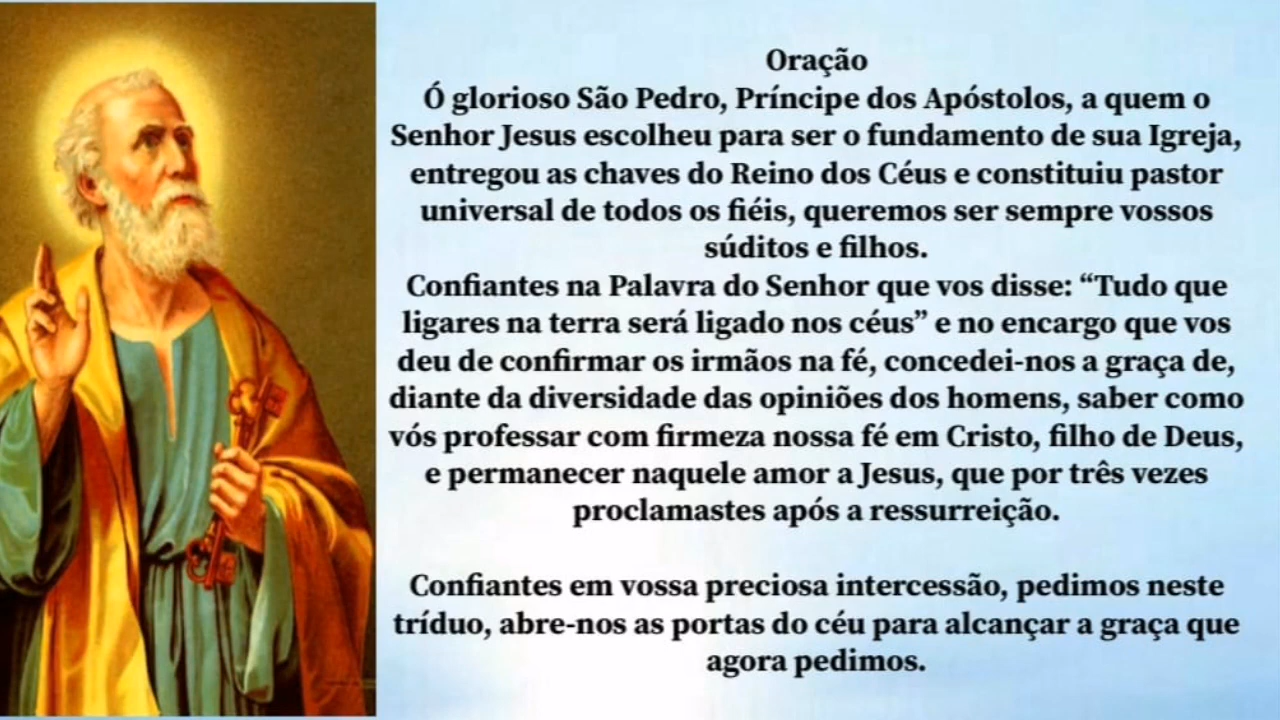 Oração
Ó glorioso São Pedro, Príncipe dos Apóstolos, a quem o
Senhor Jesus escolheu para ser o fundamento de sua Igreja,
entregou as chaves do Reino dos Céus e constituiu pastor
universal de todos os fiéis, queremos ser sempre vossos
súditos e filhos.
Confiantes na Palavra do Senhor que vos disse: “Tudo que
ligares na terra será ligado nos céus” e no encargo que vos
deu de confirmar os irmãos na fé, concedei-nos a graça de,
diante da diversidade das opiniões dos homens, saber como
vós professar com firmeza nossa fé em Cristo, filho de Deus,
e permanecer naquele amor a Jesus, que por três vezes
proclamastes após a ressurreição.
Confiantes em vossa preciosa intercessão, pedimos neste
tríduo, abre-nos as portas do céu para alcançar a graça que
agora pedimos.